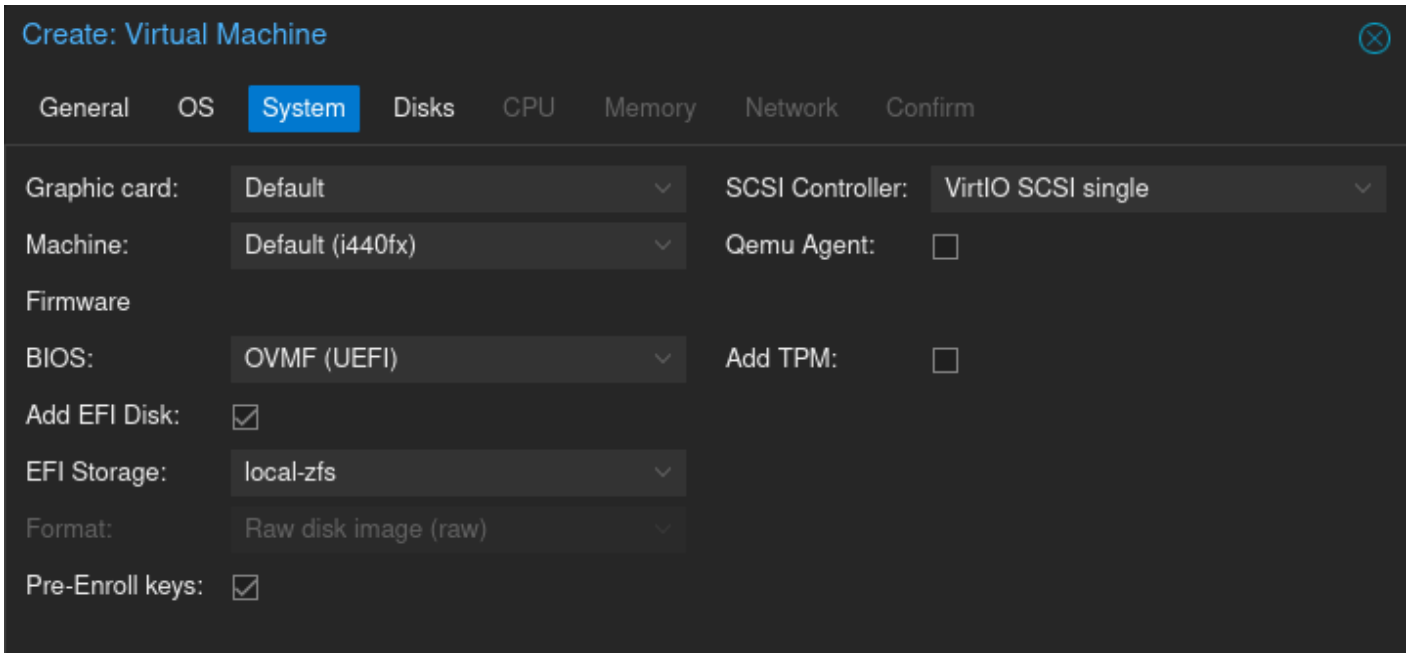 Create: Virtual Machine
General OS System Disks CPU Memory Network Confirm
Graphic card: Default SCSI Controller: VirtIO SCSI single
Machine: Default (i440fx) Qemu Agent:
Firmware
BIOS: OVMF (UEFI) Add TPM:
Add EFI Disk:
EFI Storage: local-zfs
Format: Raw disk image (raw)
Pre-Enroll keys: